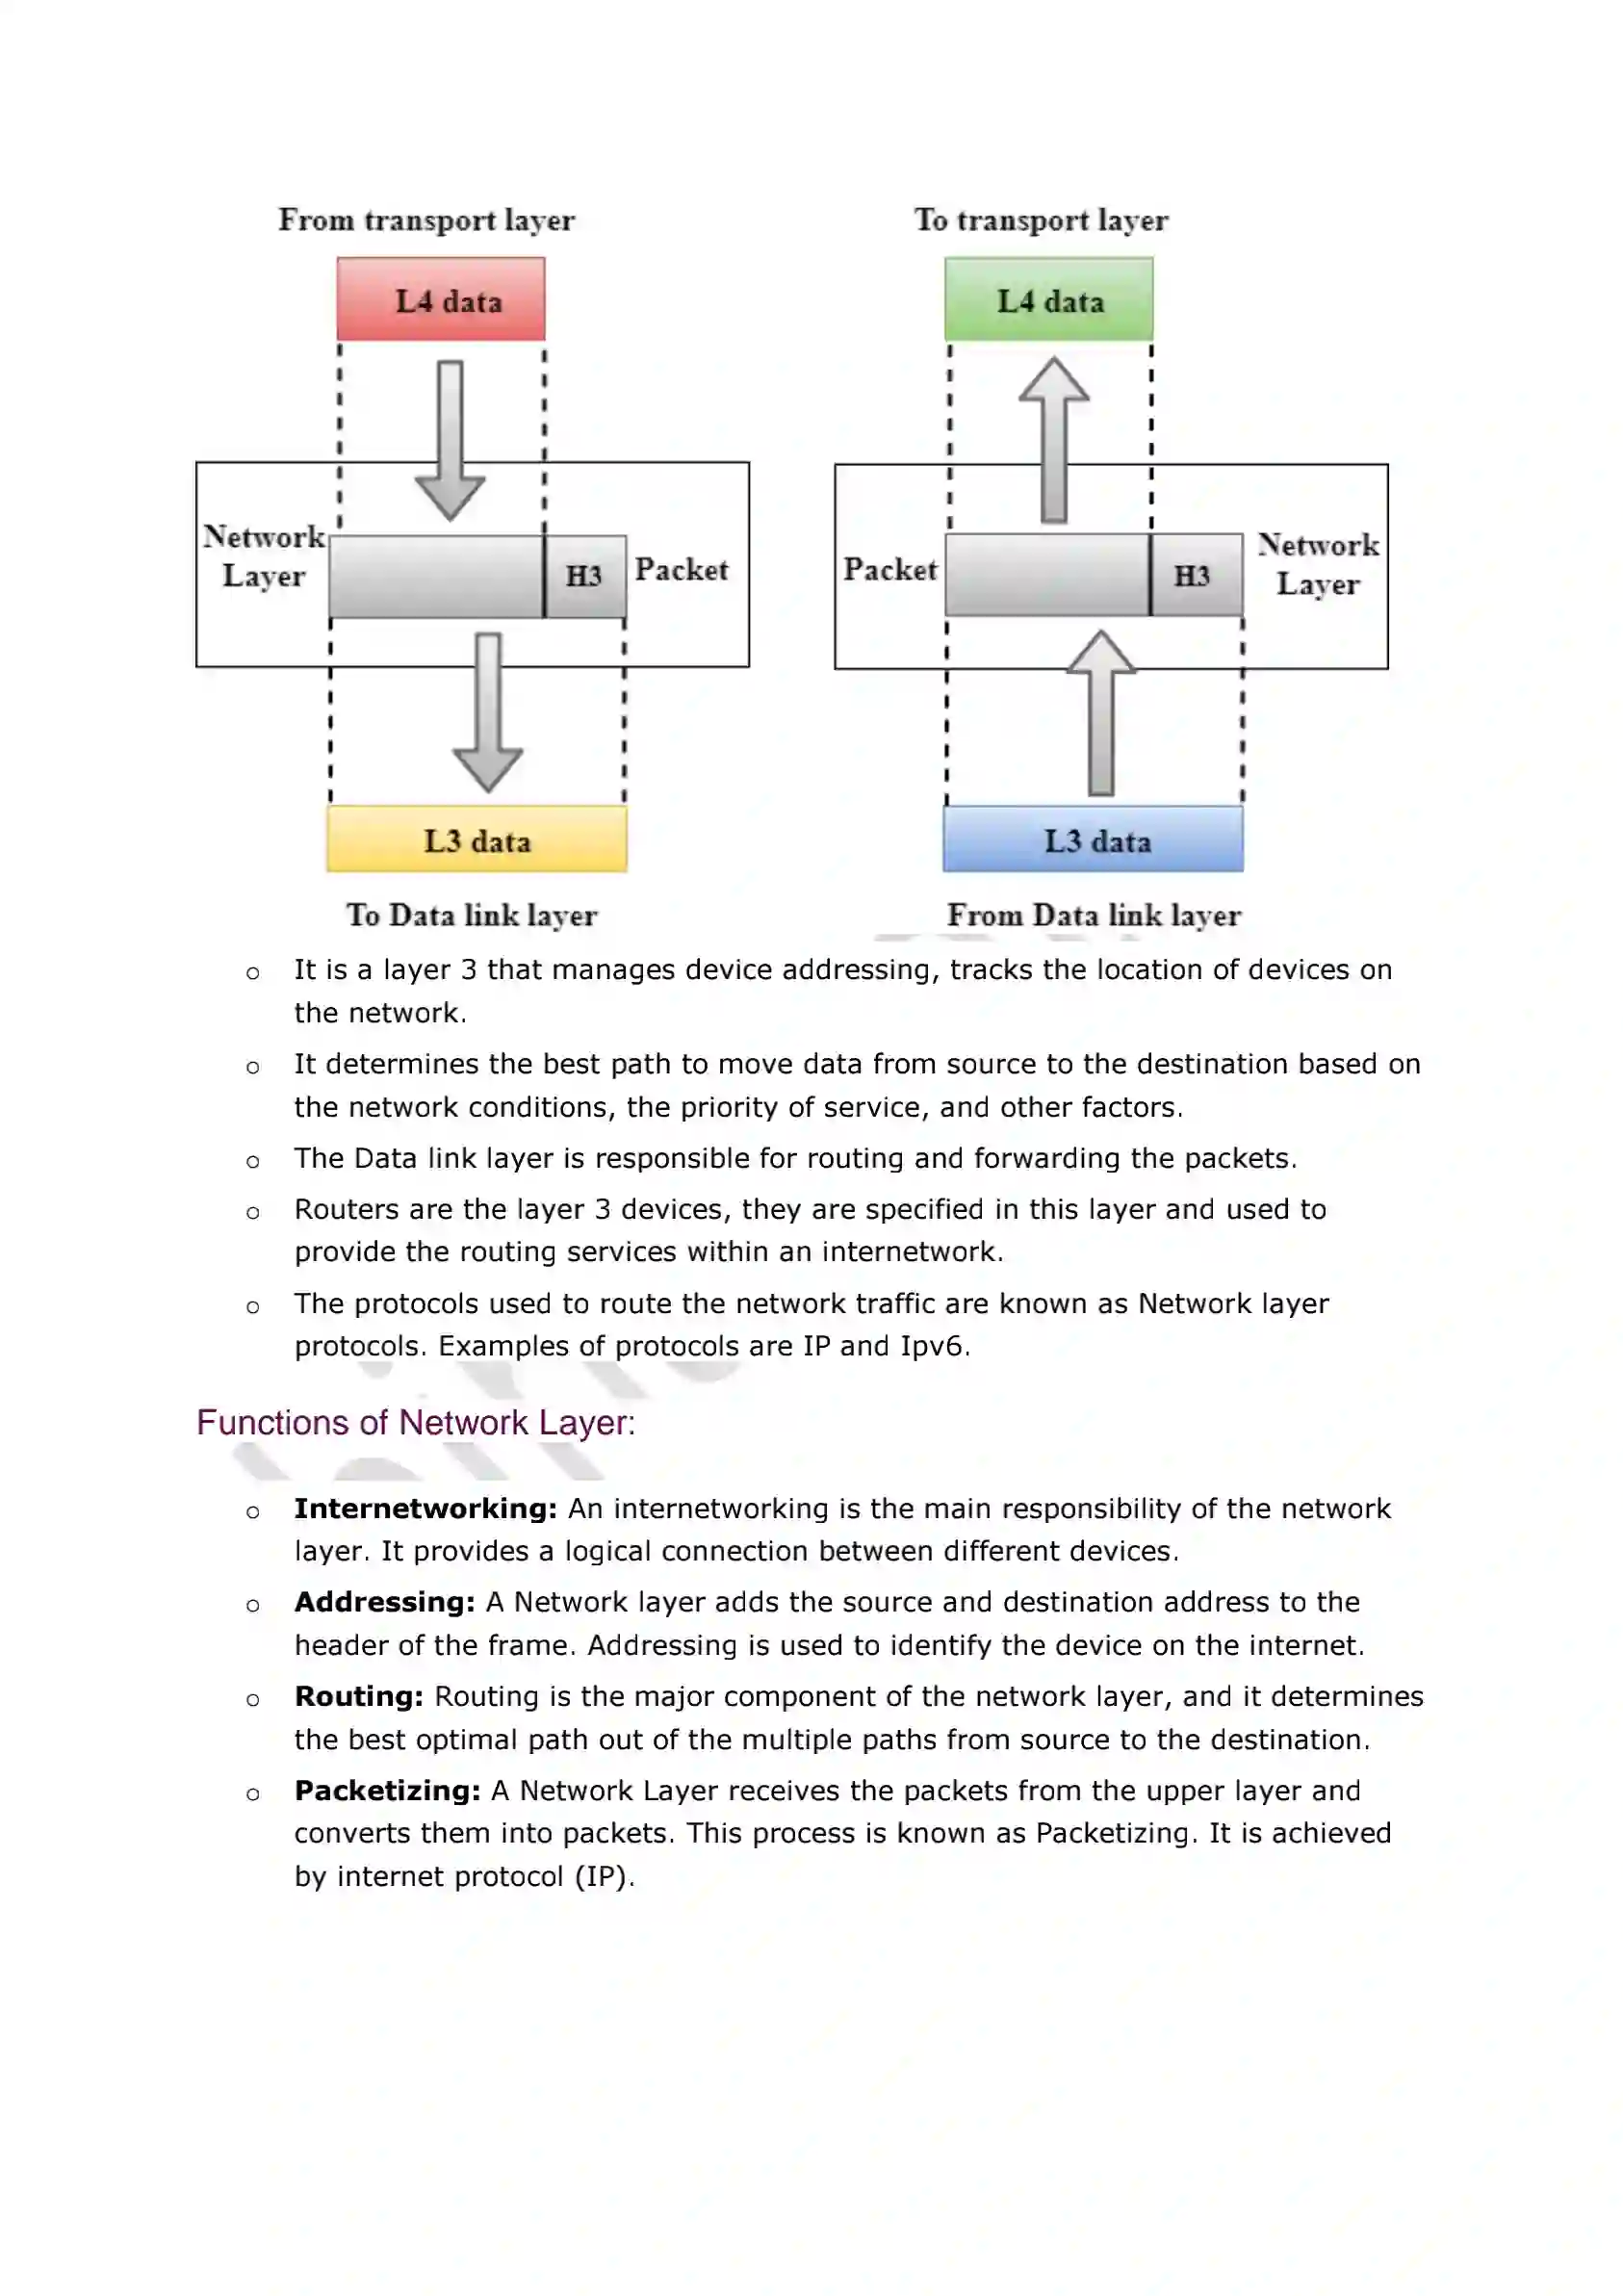 From transport layer
To transport layer
L4 data
L4 data
Network
Layer
H3
Packet
Packet
H3
Network
Layer
L3 data
L3 data
To Data link layer
From Data link layer
o It is a layer 3 that manages device addressing, tracks the location of devices on
the network.
o It determines the best path to move data from source to the destination based on
the network conditions, the priority of service, and other factors.
o The Data link layer is responsible for routing and forwarding the packets.
o Routers are the layer 3 devices, they are specified in this layer and used to
provide the routing services within an internetwork.
o The protocols used to route the network traffic are known as Network layer
protocols. Examples of protocols are IP and Ipv6.
Functions of Network Layer:
o Internetworking: An internetworking is the main responsibility of the network
layer. It provides a logical connection between different devices.
o Addressing: A Network layer adds the source and destination address to the
header of the frame. Addressing is used to identify the device on the internet.
o Routing: Routing is the major component of the network layer, and it determines
the best optimal path out of the multiple paths from source to the destination.
o Packetizing: A Network Layer receives the packets from the upper layer and
converts them into packets. This process is known as Packetizing. It is achieved
by internet protocol (IP).